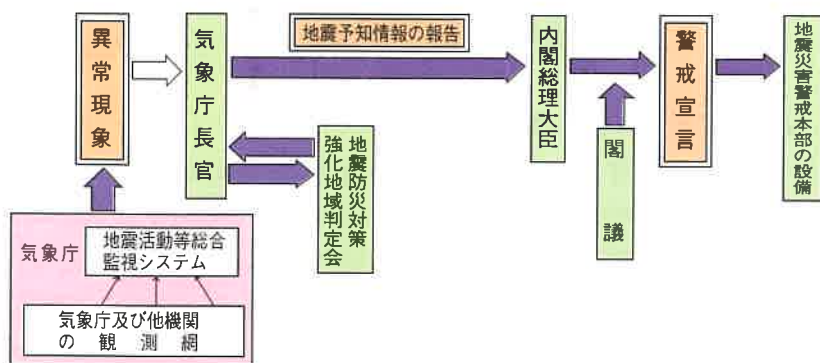 異常現象
気象庁長官
地震予知情報の報告
内閣総理大臣
警戒宣言
地震災害警戒本部の設備
地震防災対策
強化地域判定会
閣議
気象庁
地震活動等総合
監視システム
気象庁及び他機関
の観測網